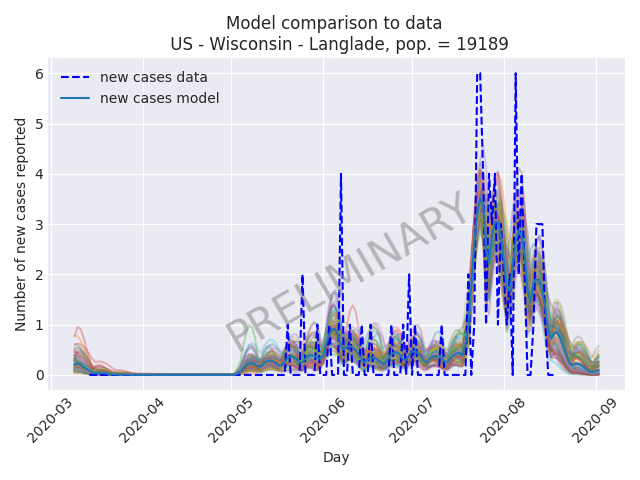 Model comparison to data
US - Wisconsin - Langlade, pop. = 19189
new cases data
new cases model
Number of new cases reported
6
5
4
3
2
1
0
PRELIMINARY
2020-03
2020-04
2020-05
2020-06
2020-07
2020-08
2020-09
Day